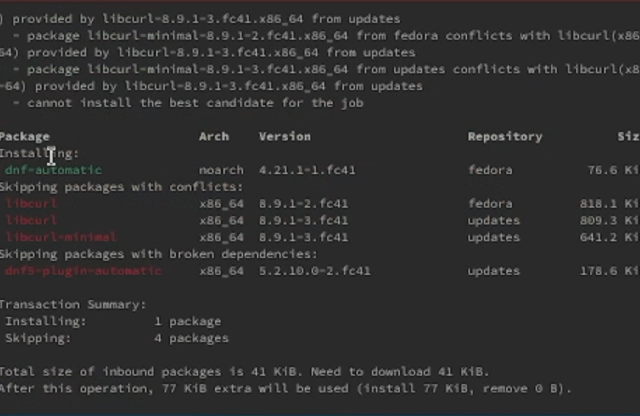 ) provided by libcurl-8.9.1-3.fc41.x86_64 from updates
- package libcurl-minimal-8.9.1-2.fc41.x86_64 from fedora conflicts with libcurl(x86
64) provided by libcurl-8.9.1-3.fc41.x86_64 from updates
- package libcurl-minimal-8.9.1-3.fc41.x86_64 from updates conflicts with libcurl(x8
-64) provided by libcurl-8.9.1-3.fc41.x86_64 from updates
- cannot install the best candidate for the job
Package Arch Version Repository Siz
Installing:
dnf-automatic noarch 4.21.1-1.fc41 fedora 76.6 Ki
Skipping packages with conflicts:
libcurl x86_64 8.9.1-2.fc41 fedora 818.1 Ki
libcurl x86_64 8.9.1-3.fc41 updates 809.3 Ki
libcurl-minimal x86_64 8.9.1-3.fc41 updates 641.2 Ki
Skipping packages with broken dependencies:
dnf5-plugin-automatic x86_64 5.2.10.0-2.fc41 updates 178.6 Ki
Transaction Summary:
Installing: 1 package
Skipping: 4 packages
Total size of inbound packages is 41 KiB. Need to download 41 KiB.
After this operation, 77 KiB extra will be used (install 77 KiB, remove 0 B).